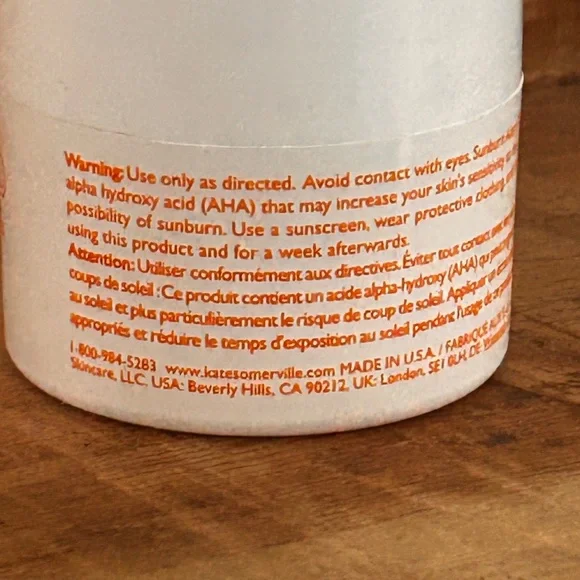 Warning: Use only as directed. Avoid contact with eyes. Sunburn
alpha hydroxy acid (AHA) that may increase your skin's sensitivity
possibility of sunburn. Use a sunscreen, wear protective clothing,
using this product and for a week afterwards.
Attention: Utiliser conformément aux directives. Éviter tout contact avec
coups de soleil : Ce produit contient un acide alpha-hydroxy (AHA) qui
au soleil et plus particulièrement le risque de coup de soleil. Appliquer un
appropriés et réduire le temps d'exposition au soleil pendant l'usage de
1-800-984-5283 www.katesomerville.com MADE IN U.S.A. / FABRIQUÉ AUX
Skincare, LLC. USA: Beverly Hills, CA 90212. UK: London, SE1 0LH. DE: